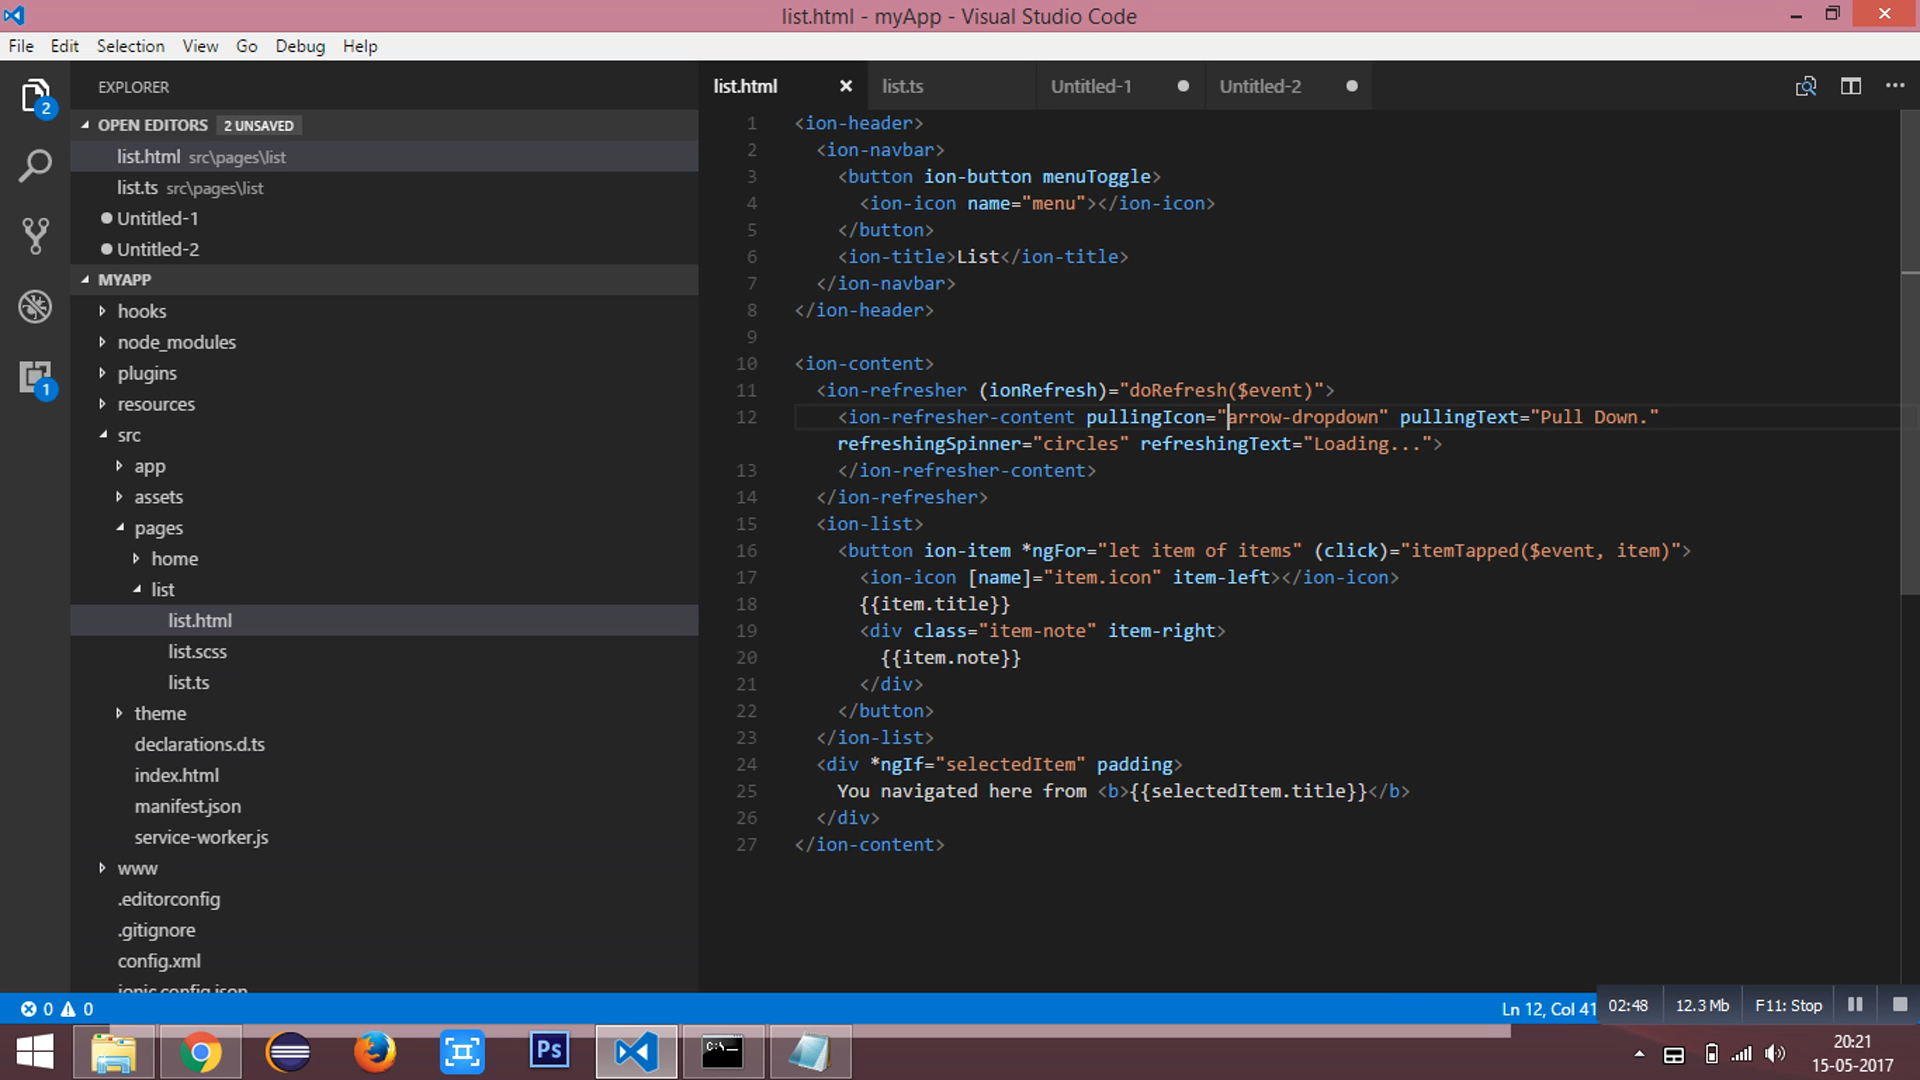 list.html - myApp - Visual Studio Code
File Edit Selection View Go Debug Help
EXPLORER
OPEN EDITORS 2 UNSAVED
list.html src\pages\list
list.ts src\pages\list
Untitled-1
Untitled-2
MYAPP
hooks
node_modules
plugins
resources
src
app
assets
pages
home
list
list.html
list.scss
list.ts
theme
declarations.d.ts
index.html
manifest.json
service-worker.js
www
.editorconfig
.gitignore
config.xml
ionic.config.json
2
1
list.html list.ts Untitled-1 Untitled-2
1 <ion-header>
2 <ion-navbar>
3 <button ion-button menuToggle>
4 <ion-icon name="menu"></ion-icon>
5 </button>
6 <ion-title>List</ion-title>
7 </ion-navbar>
8 </ion-header>
9
10 <ion-content>
11 <ion-refresher (ionRefresh)="doRefresh($event)">
12 <ion-refresher-content pullingIcon="arrow-dropdown" pullingText="Pull Down."
refreshingSpinner="circles" refreshingText="Loading...">
13 </ion-refresher-content>
14 </ion-refresher>
15 <ion-list>
16 <button ion-item *ngFor="let item of items" (click)="itemTapped($event, item)">
17 <ion-icon [name]="item.icon" item-left></ion-icon>
18 {{item.title}}
19 <div class="item-note" item-right>
20 {{item.note}}
21 </div>
22 </button>
23 </ion-list>
24 <div *ngIf="selectedItem" padding>
25 You navigated here from <b>{{selectedItem.title}}</b>
26 </div>
27 </ion-content>
0 0
Ln 12, Col 41
02:48 12.3 Mb F11: Stop
Ps
C:\
20:21
15-05-2017